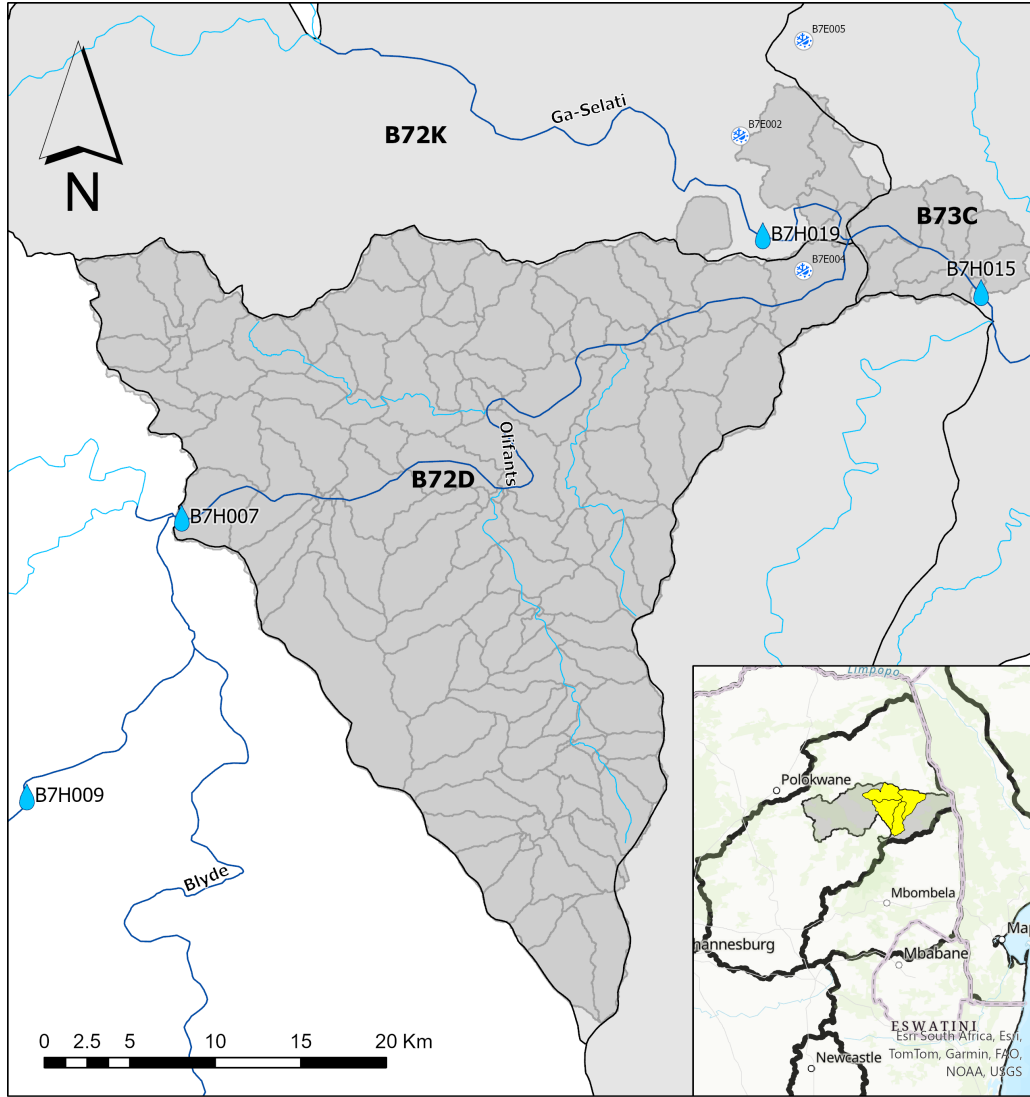 B7E005
Ga-Selati
B7E002
B72K
N
B73C
B7H019
B7E004
B7H015
Olifants
B72D
B7H007
B7H009
Blyde
0 2.5 5 10 15 20 Km
Limpopo
Polokwane
Mbombela
hannesburg
Map
Mbabane
ESWATINI
Esri South Africa, Esri,
TomTom, Garmin, FAO,
NOAA, USGS
Newcastle